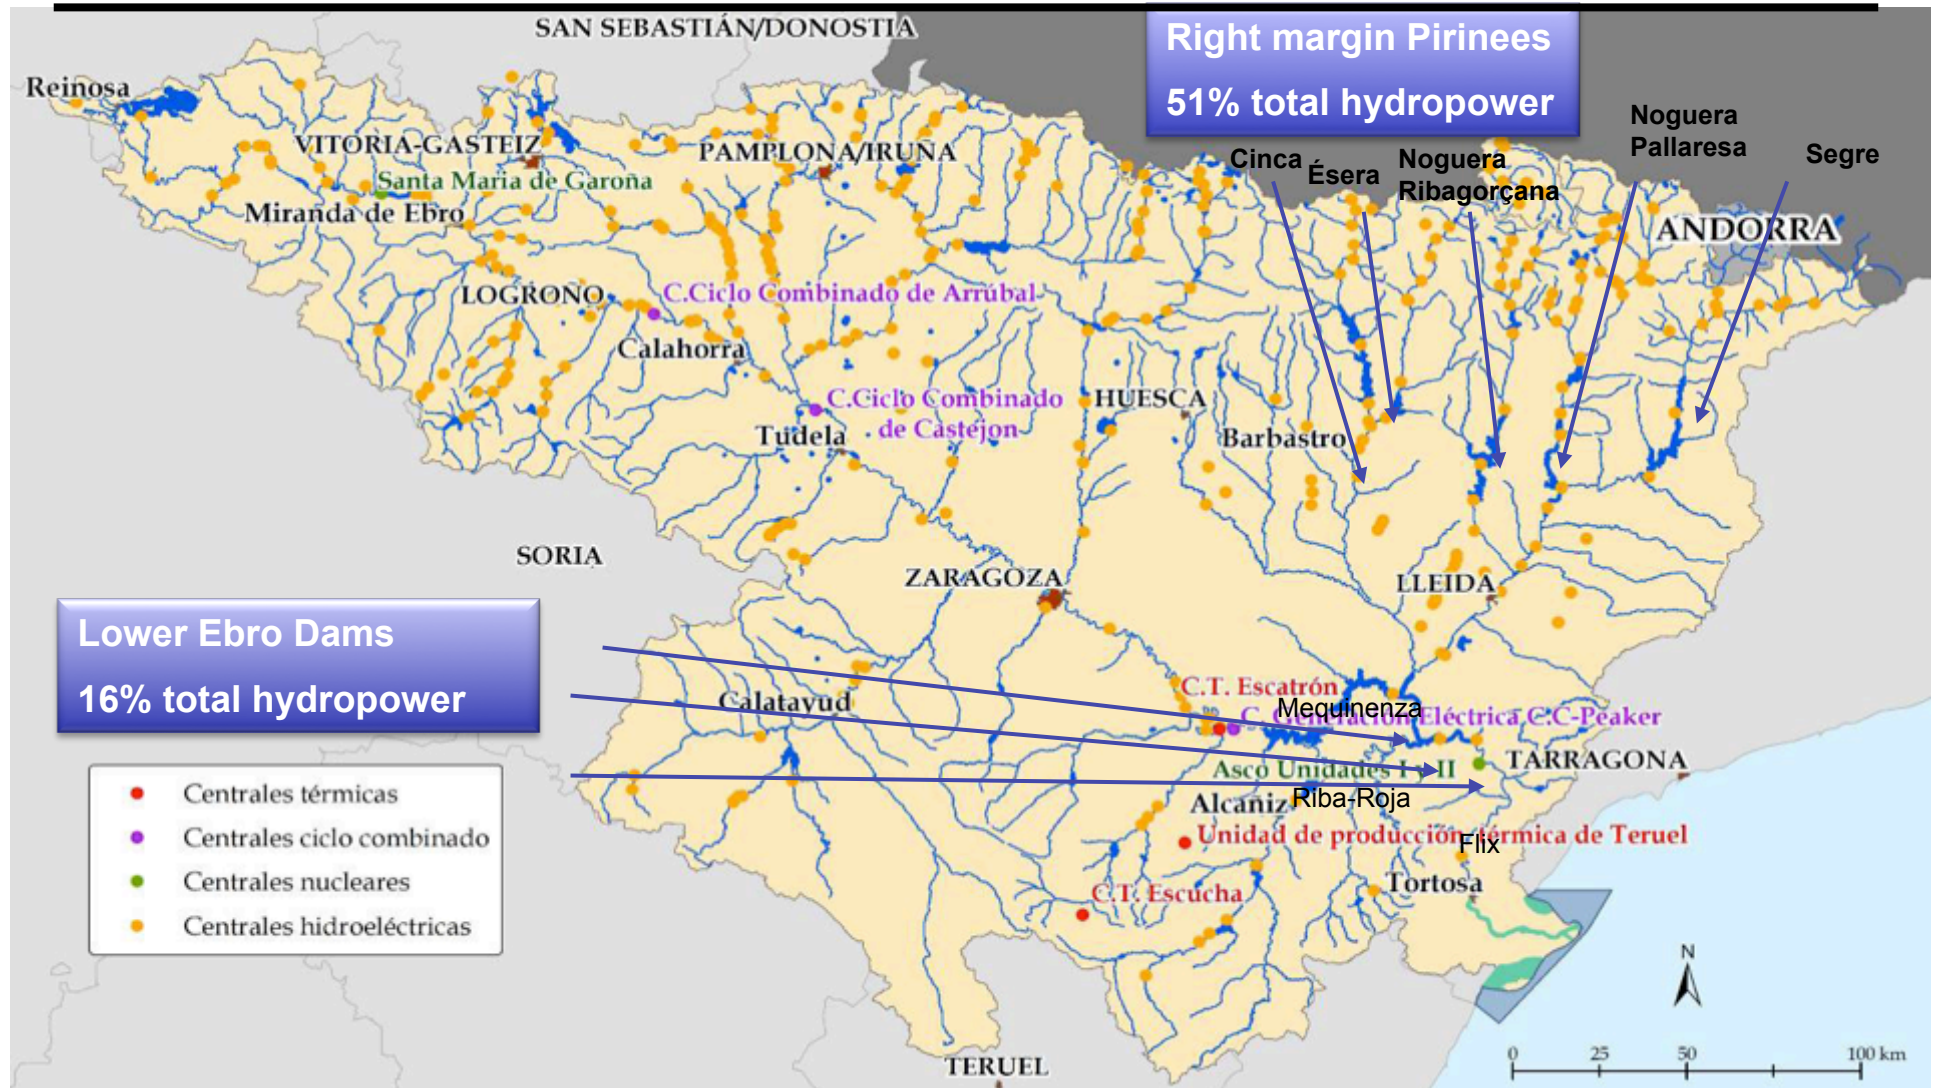 SAN SEBASTIÁN/DONOSTIA
Right margin Pirinees
51% total hydropower
Reinosa
Noguera
Pallaresa
VITORIA-GASTEIZ
PAMPLONA/IRUÑA
Cinca
Ésera
Noguera
Ribagorçana
Segre
Santa Maria de Garoña
Miranda de Ebro
ANDORRA
LOGROÑO
C.Ciclo Combinado de Arrúbal
Calahorra
C.Ciclo Combinado
de Castejon
HUESCA
Tudela
Barbastro
SORIA
ZARAGOZA
LLEIDA
Lower Ebro Dams
16% total hydropower
Calatayud
C.T. Escatrón
Mequinenza
C. Generación Eléctrica C.C-Peaker
TARRAGONA
Asco Unidades I y II
Riba-Roja
Alcañiz
Unidad de producción térmica de Teruel
Flix
Tortosa
C.T. Escucha
Centrales térmicas
Centrales ciclo combinado
Centrales nucleares
Centrales hidroeléctricas
N
0 25 50 100 km
TERUEL